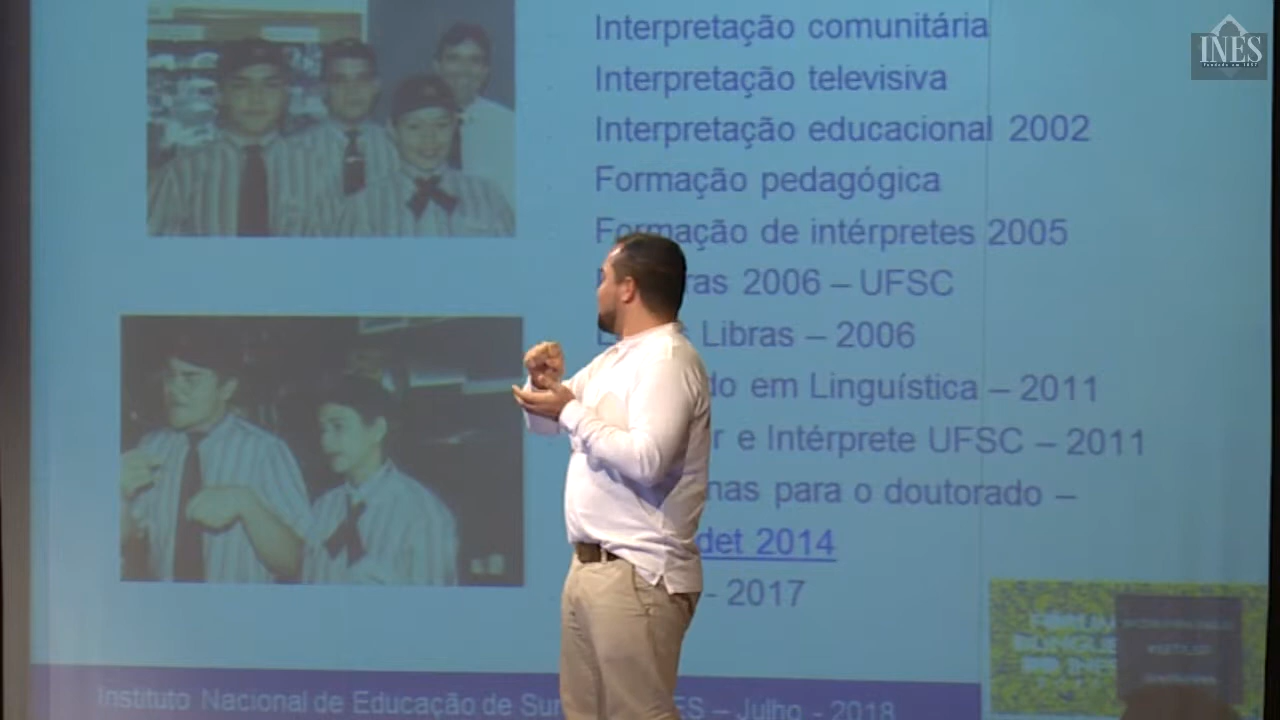 INES
Interpretação comunitária
Interpretação televisiva
Interpretação educacional 2002
Formação pedagógica
Formação de intérpretes 2005
ras 2006 – UFSC
Libras – 2006
do em Linguística – 2011
r e Intérprete UFSC – 2011
nas para o doutorado –
det 2014
- 2017
Instituto Nacional de Educação de Sur ES – Julho - 2018